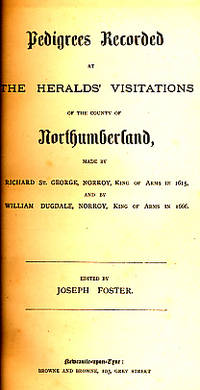 Pedigrees Recorded
AT
THE HERALDS' VISITATIONS
OF THE COUNTY OF
Northumberland,
MADE BY
RICHARD ST. GEORGE, NORROY, KING OF ARMS IN 1615,
AND BY
WILLIAM DUGDALE, NORROY, KING OF ARMS IN 1666.
EDITED BY
JOSEPH FOSTER.
Newcastle-upon-Tyne:
BROWNE AND BROWNE, 103, GREY STREET